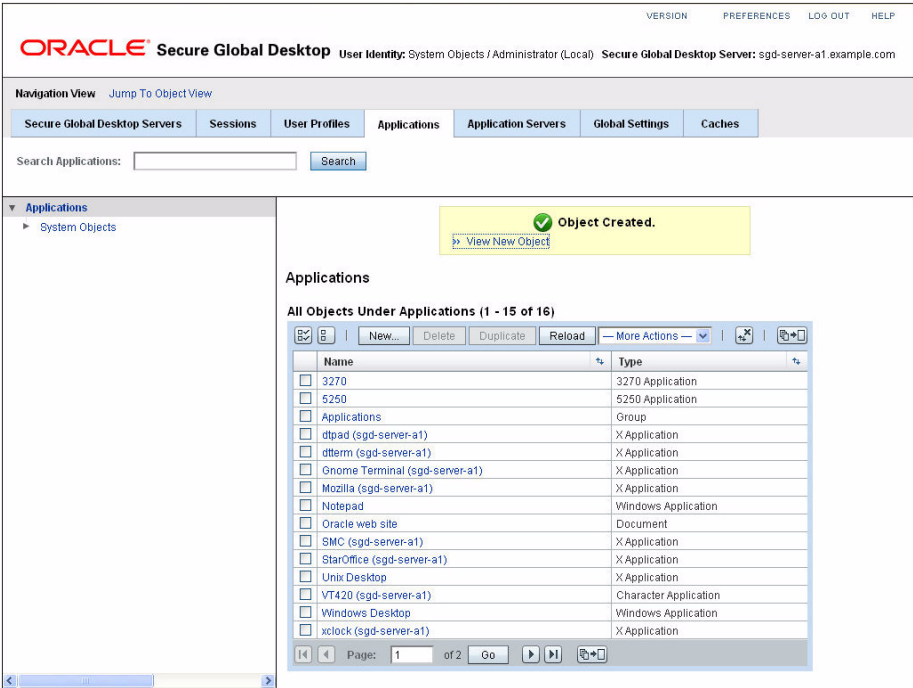 VERSION PREFERENCES LOG OUT HELP
ORACLE Secure Global Desktop User Identity: System Objects / Administrator (Local) Secure Global Desktop Server: sgd-server-a1.example.com
Navigation View Jump To Object View
Secure Global Desktop Servers Sessions User Profiles Applications Application Servers Global Settings Caches
Search Applications: Search
Applications
System Objects
Object Created.
» View New Object
Applications
All Objects Under Applications (1 - 15 of 16)
New... Delete Duplicate Reload — More Actions —
Name Type
3270 3270 Application
5250 5250 Application
Applications Group
dtpad (sgd-server-a1) X Application
dtterm (sgd-server-a1) X Application
Gnome Terminal (sgd-server-a1) X Application
Mozilla (sgd-server-a1) X Application
Notepad Windows Application
Oracle web site Document
SMC (sgd-server-a1) X Application
StarOffice (sgd-server-a1) X Application
Unix Desktop X Application
VT420 (sgd-server-a1) Character Application
Windows Desktop Windows Application
xclock (sgd-server-a1) X Application
Page: 1 of 2 Go